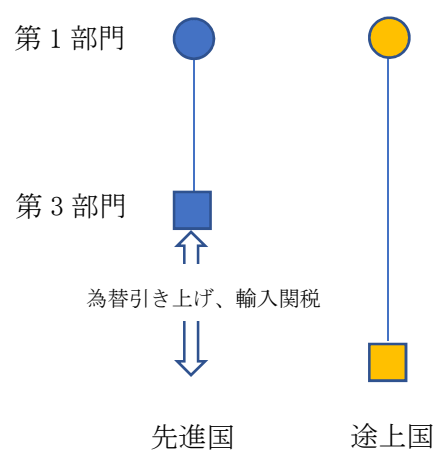 第1部門
第3部門
為替引き上げ、輸入関税
先進国
途上国